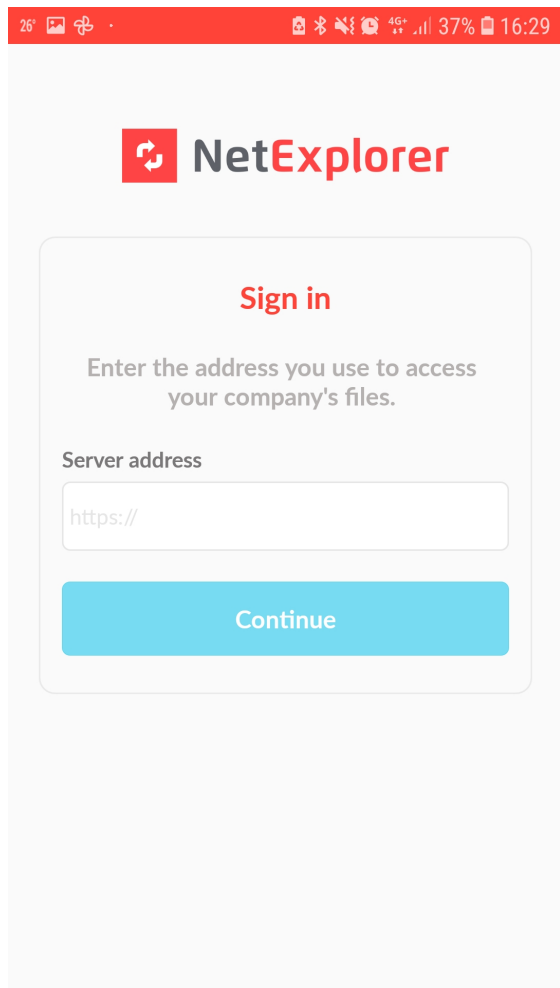 26° 4G+ 37% 16:29
NetExplorer
Sign in
Enter the address you use to access
your company's files.
Server address
https://
Continue